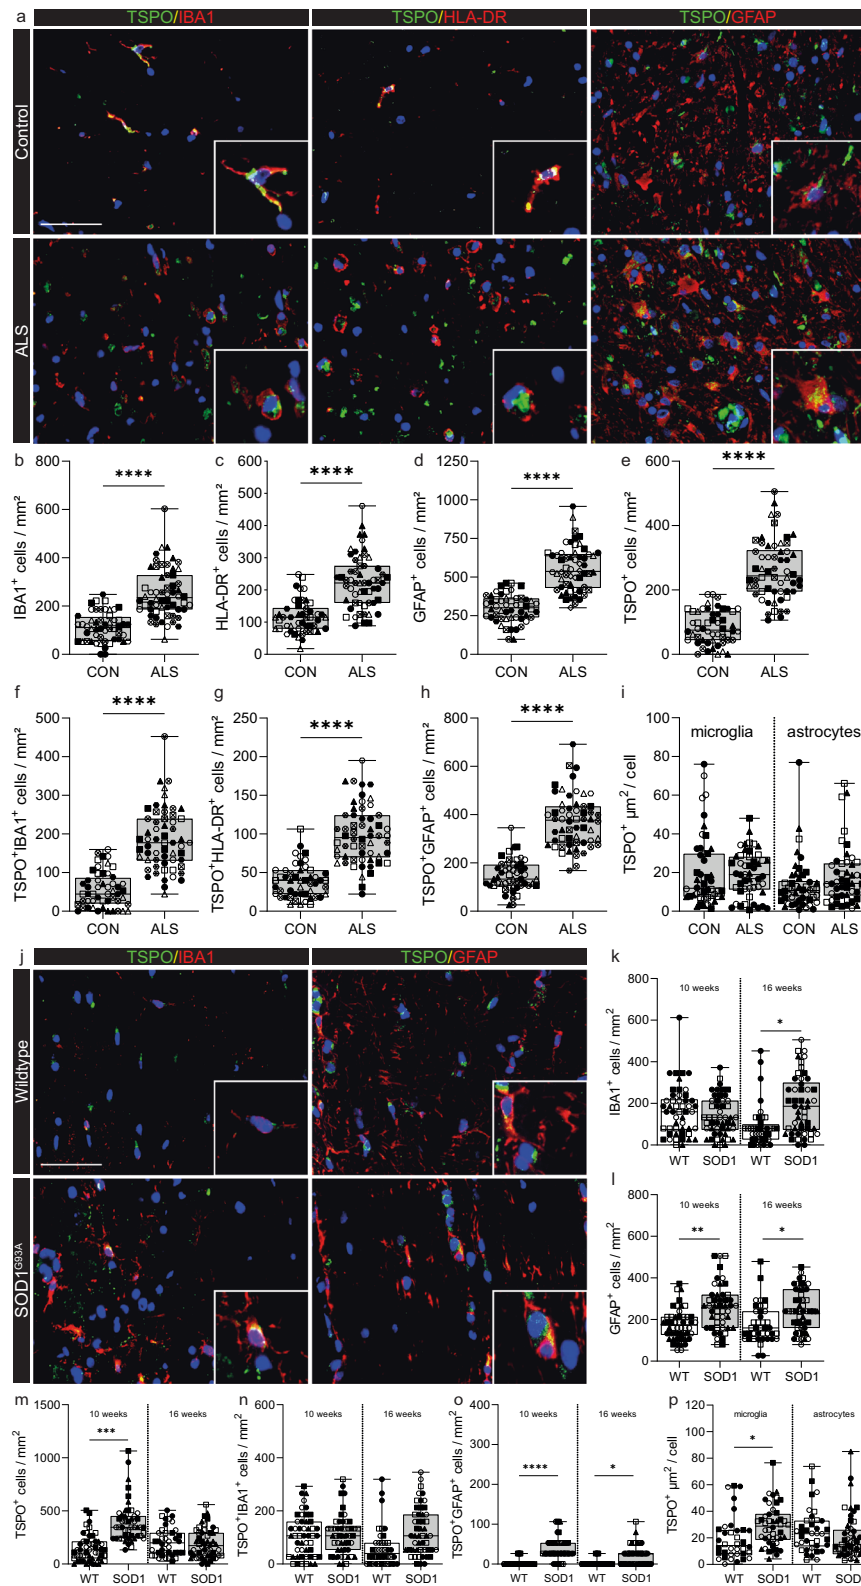 a
TSPO/IBA1
TSPO/HLA-DR
TSPO/GFAP
Control
ALS
b
IBA1+ cells / mm²
800
600
400
200
0
CON
ALS
****
c
HLA-DR+ cells / mm²
600
500
400
300
200
100
0
CON
ALS
****
d
GFAP+ cells / mm²
1250
1000
750
500
250
0
CON
ALS
****
e
TSPO+ cells / mm²
600
400
200
0
CON
ALS
****
f
TSPO+IBA1+ cells / mm²
500
400
300
200
100
0
CON
ALS
****
g
TSPO+HLA-DR+ cells / mm²
250
200
150
100
50
0
CON
ALS
****
h
TSPO+GFAP+ cells / mm²
800
600
400
200
0
CON
ALS
****
i
TSPO+ µm² / cell
100
80
60
40
20
0
microglia
astrocytes
CON
ALS
CON
ALS
j
TSPO/IBA1
TSPO/GFAP
Wildtype
SOD1G93A
k
IBA1+ cells / mm²
800
600
400
200
0
10 weeks
16 weeks
*
WT
SOD1
WT
SOD1
l
GFAP+ cells / mm²
800
600
400
200
0
10 weeks
16 weeks
**
*
WT
SOD1
WT
SOD1
m
TSPO+ cells / mm²
1500
1000
500
0
10 weeks
16 weeks
***
WT
SOD1
WT
SOD1
n
TSPO+IBA1+ cells / mm²
600
400
200
0
10 weeks
16 weeks
WT
SOD1
WT
SOD1
o
TSPO+GFAP+ cells / mm²
400
300
200
100
0
10 weeks
16 weeks
****
*
WT
SOD1
WT
SOD1
p
TSPO+ µm² / cell
120
100
80
60
40
20
0
microglia
astrocytes
*
WT
SOD1
WT
SOD1